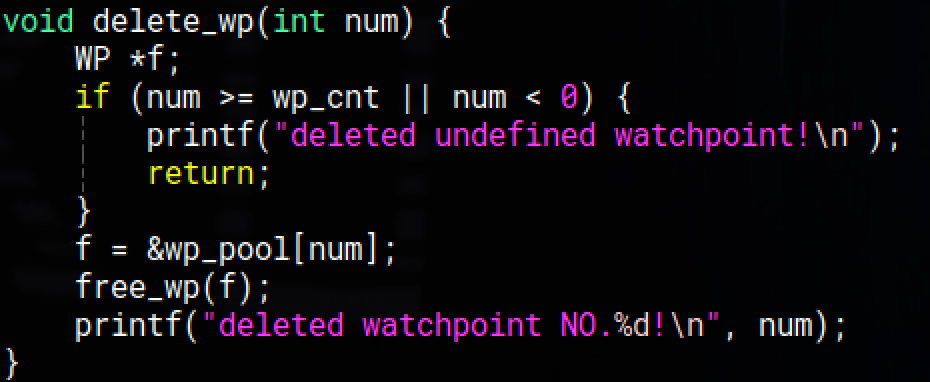 void delete_wp(int num) {
    WP *f;
    if (num >= wp_cnt || num < 0) {
        printf("deleted undefined watchpoint!\n");
        return;
    }
    f = &wp_pool[num];
    free_wp(f);
    printf("deleted watchpoint NO.%d!\n", num);
}